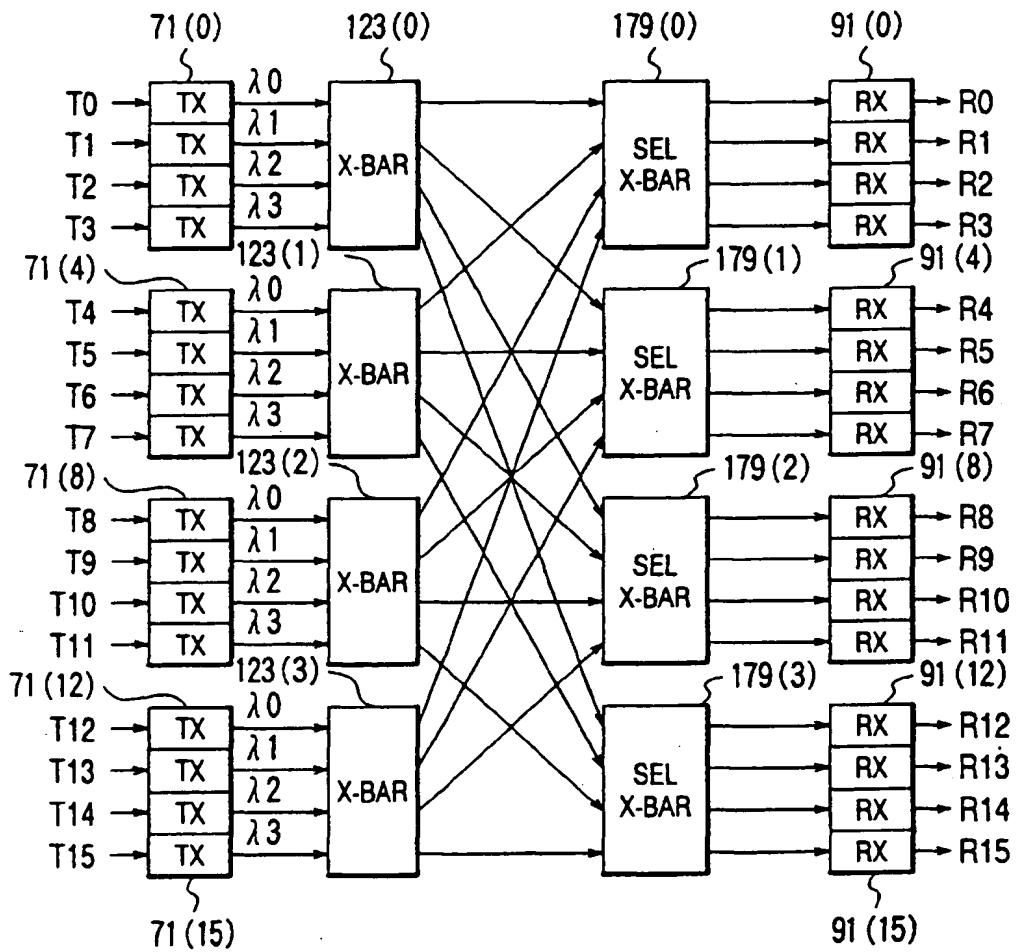 71(0) 123(0) 179(0) 91(0)
T0 TX λ0 RX R0
T1 TX λ1 RX R1
X-BAR SEL X-BAR
T2 TX λ2 RX R2
T3 TX λ3 RX R3
71(4) 123(1) 179(1) 91(4)
T4 TX λ0 RX R4
T5 TX λ1 RX R5
X-BAR SEL X-BAR
T6 TX λ2 RX R6
T7 TX λ3 RX R7
71(8) 123(2) 179(2) 91(8)
T8 TX λ0 RX R8
T9 TX λ1 RX R9
X-BAR SEL X-BAR
T10 TX λ2 RX R10
T11 TX λ3 RX R11
71(12) 123(3) 179(3) 91(12)
T12 TX λ0 RX R12
T13 TX λ1 RX R13
X-BAR SEL X-BAR
T14 TX λ2 RX R14
T15 TX λ3 RX R15
71(15) 91(15)